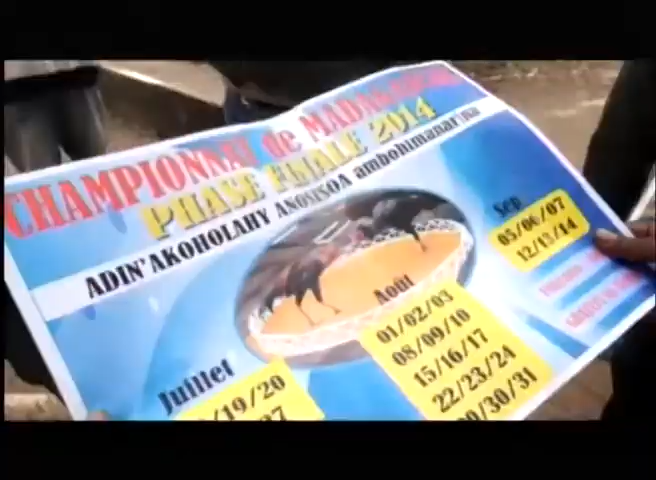 CHAMPIONNAT de MADAGASCAR
PHASE FINALE 2014
ADIN'AKOHOLAHY ANOSISOA ambohimanarina
Juillet
/19/20
Août
01/02/03
08/09/10
15/16/17
22/23/24
/30/31
Sep
05/06/07
12/13/14